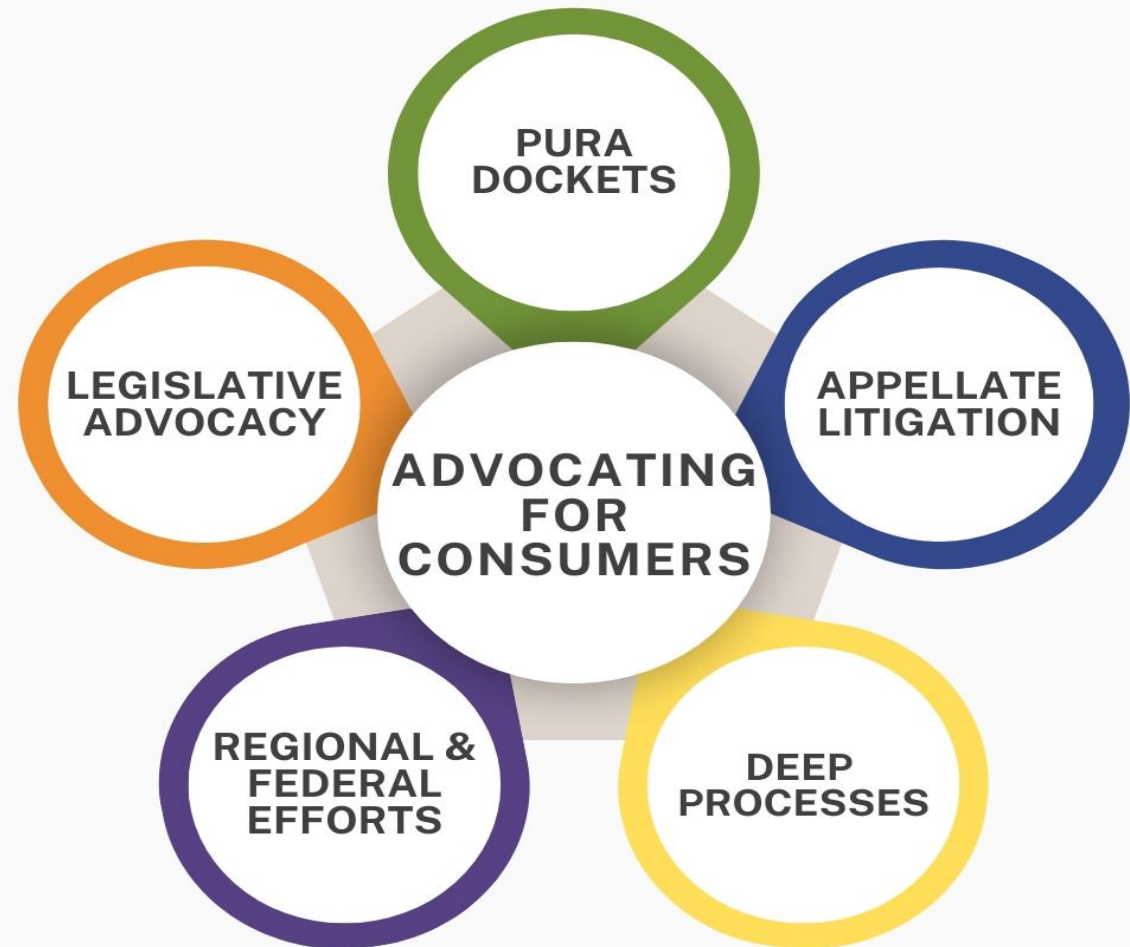 PURA
DOCKETS
LEGISLATIVE
ADVOCACY
APPELLATE
LITIGATION
ADVOCATING
FOR
CONSUMERS
REGIONAL &
FEDERAL
EFFORTS
DEEP
PROCESSES